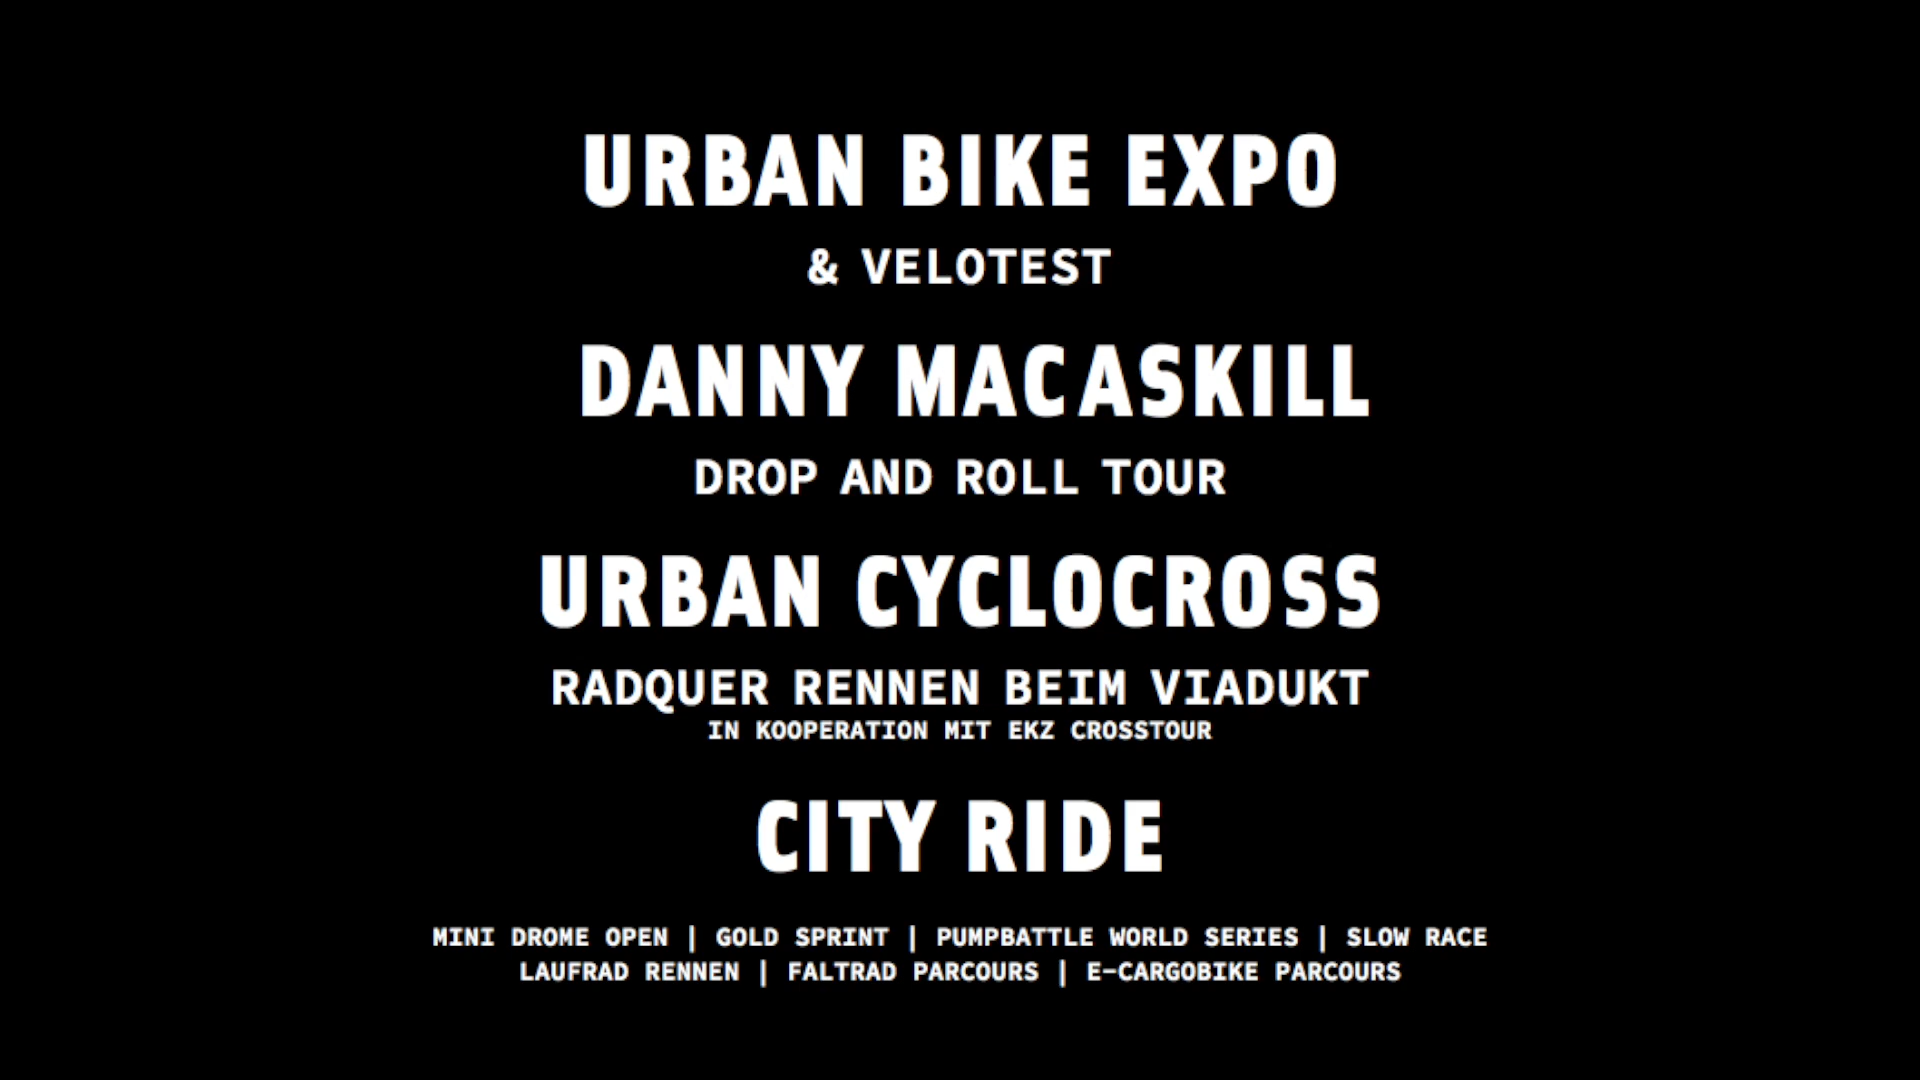 URBAN BIKE EXPO
& VELOTEST
DANNY MACASKILL
DROP AND ROLL TOUR
URBAN CYCLOCROSS
RADQUER RENNEN BEIM VIADUKT
IN KOOPERATION MIT EKZ CROSSTOUR
CITY RIDE
MINI DROME OPEN | GOLD SPRINT | PUMPBATTLE WORLD SERIES | SLOW RACE
LAUFRAD RENNEN | FALTRAD PARCOURS | E-CARGOBIKE PARCOURS